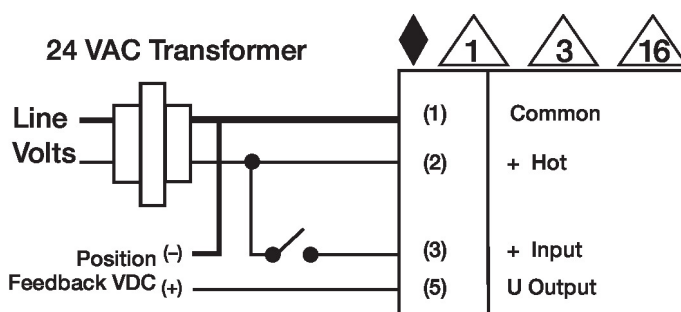 24 VAC Transformer
1 3 16
Line
Volts
(1) Common
(2) + Hot
Position (–)
Feedback VDC (+)
(3) + Input
(5) U Output